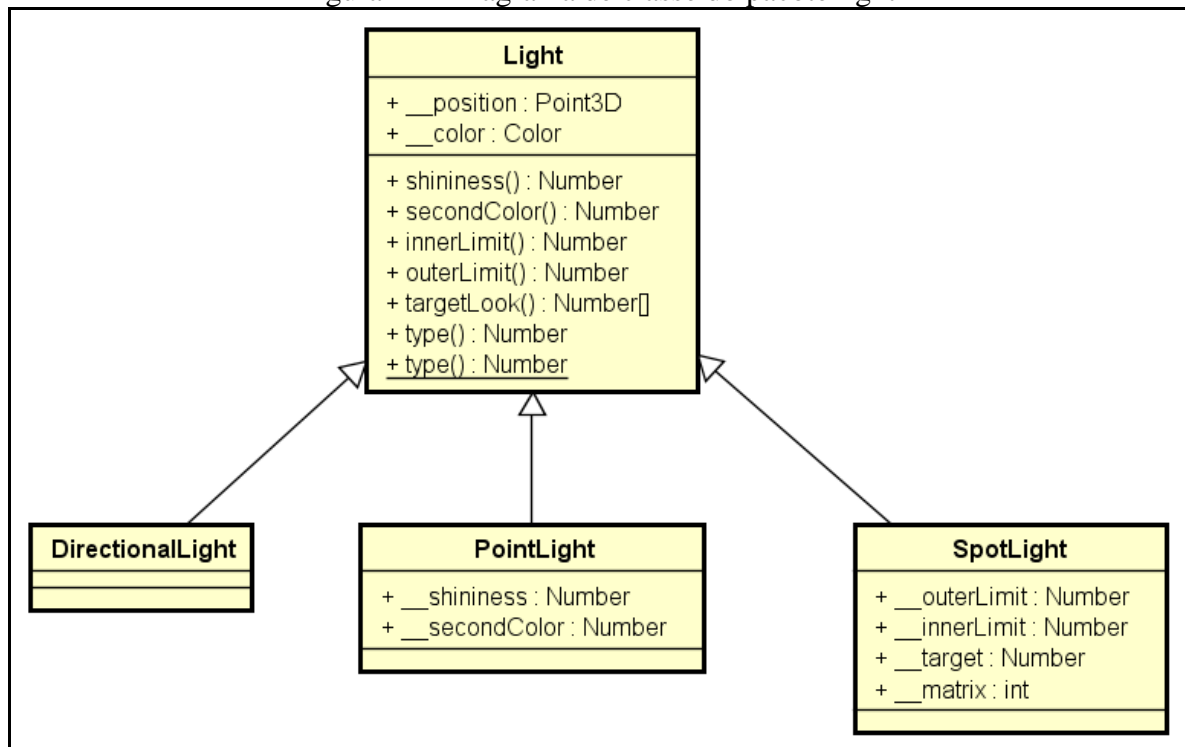 Light
+ __position : Point3D
+ __color : Color
+ shininess() : Number
+ secondColor() : Number
+ innerLimit() : Number
+ outerLimit() : Number
+ targetLook() : Number[]
+ type() : Number
+ type() : Number
DirectionalLight
PointLight
+ __shininess : Number
+ __secondColor : Number
SpotLight
+ __outerLimit : Number
+ __innerLimit : Number
+ __target : Number
+ __matrix : int